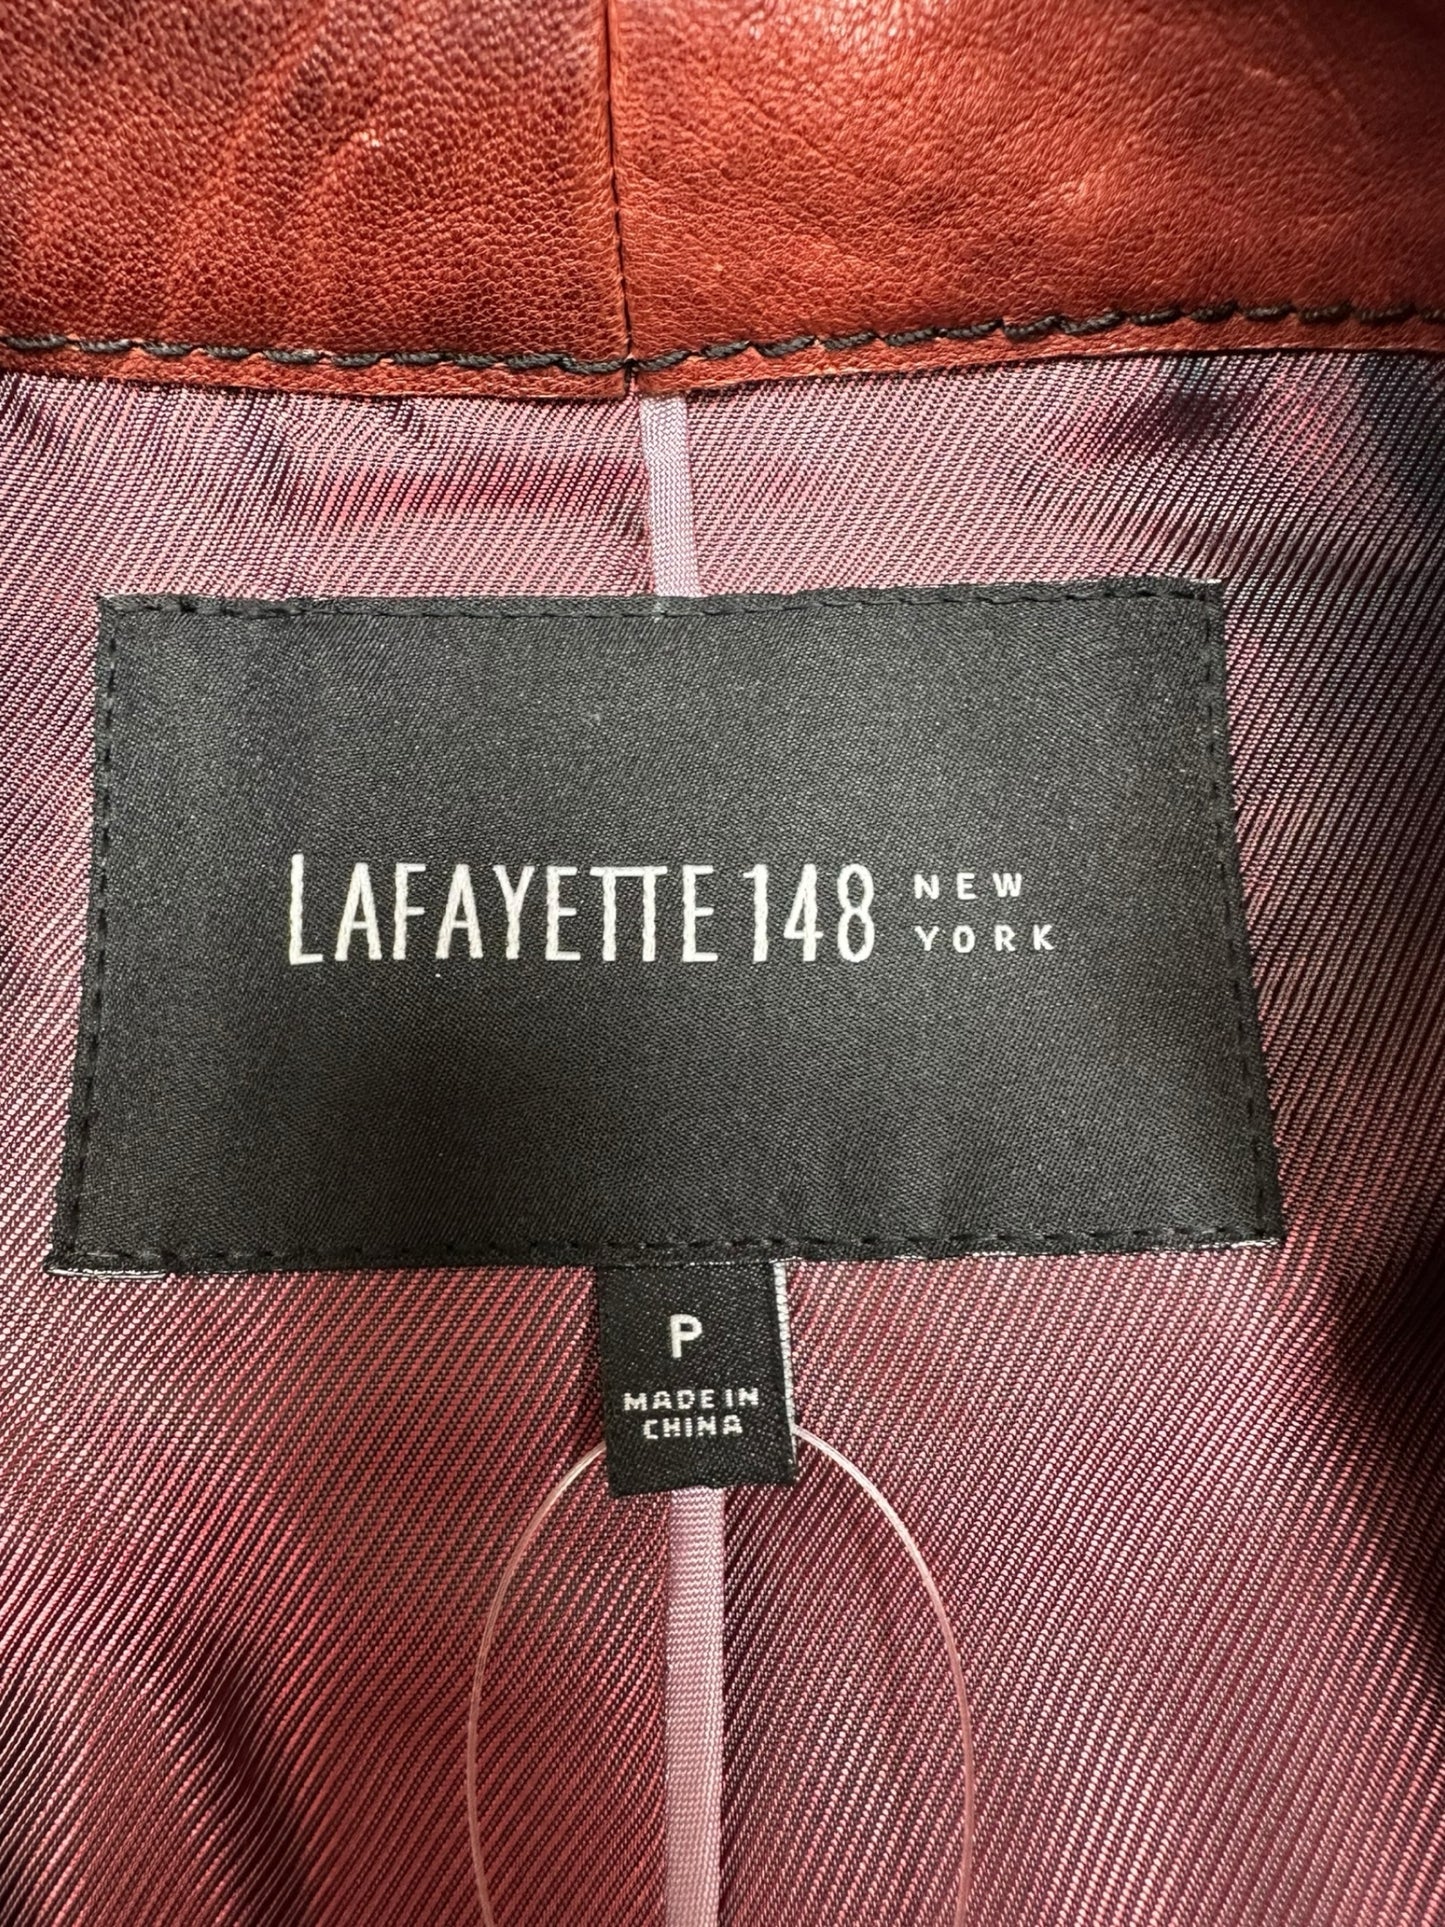 LAFAYETTE 148 NEW YORK
P
MADE IN
CHINA